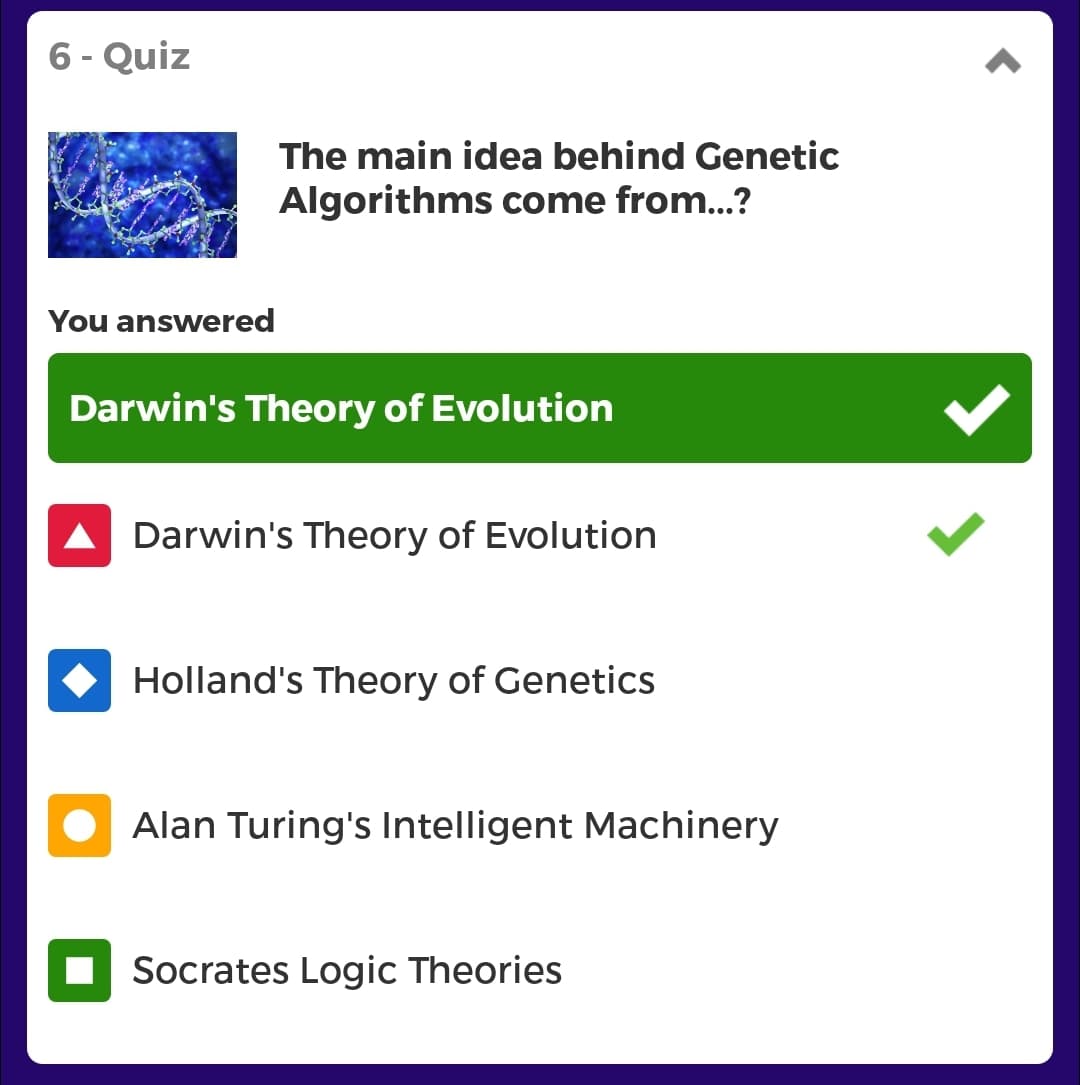 6 - Quiz
The main idea behind Genetic
Algorithms come from...?
You answered
Darwin's Theory of Evolution
Darwin's Theory of Evolution
Holland's Theory of Genetics
Alan Turing's Intelligent Machinery
Socrates Logic Theories